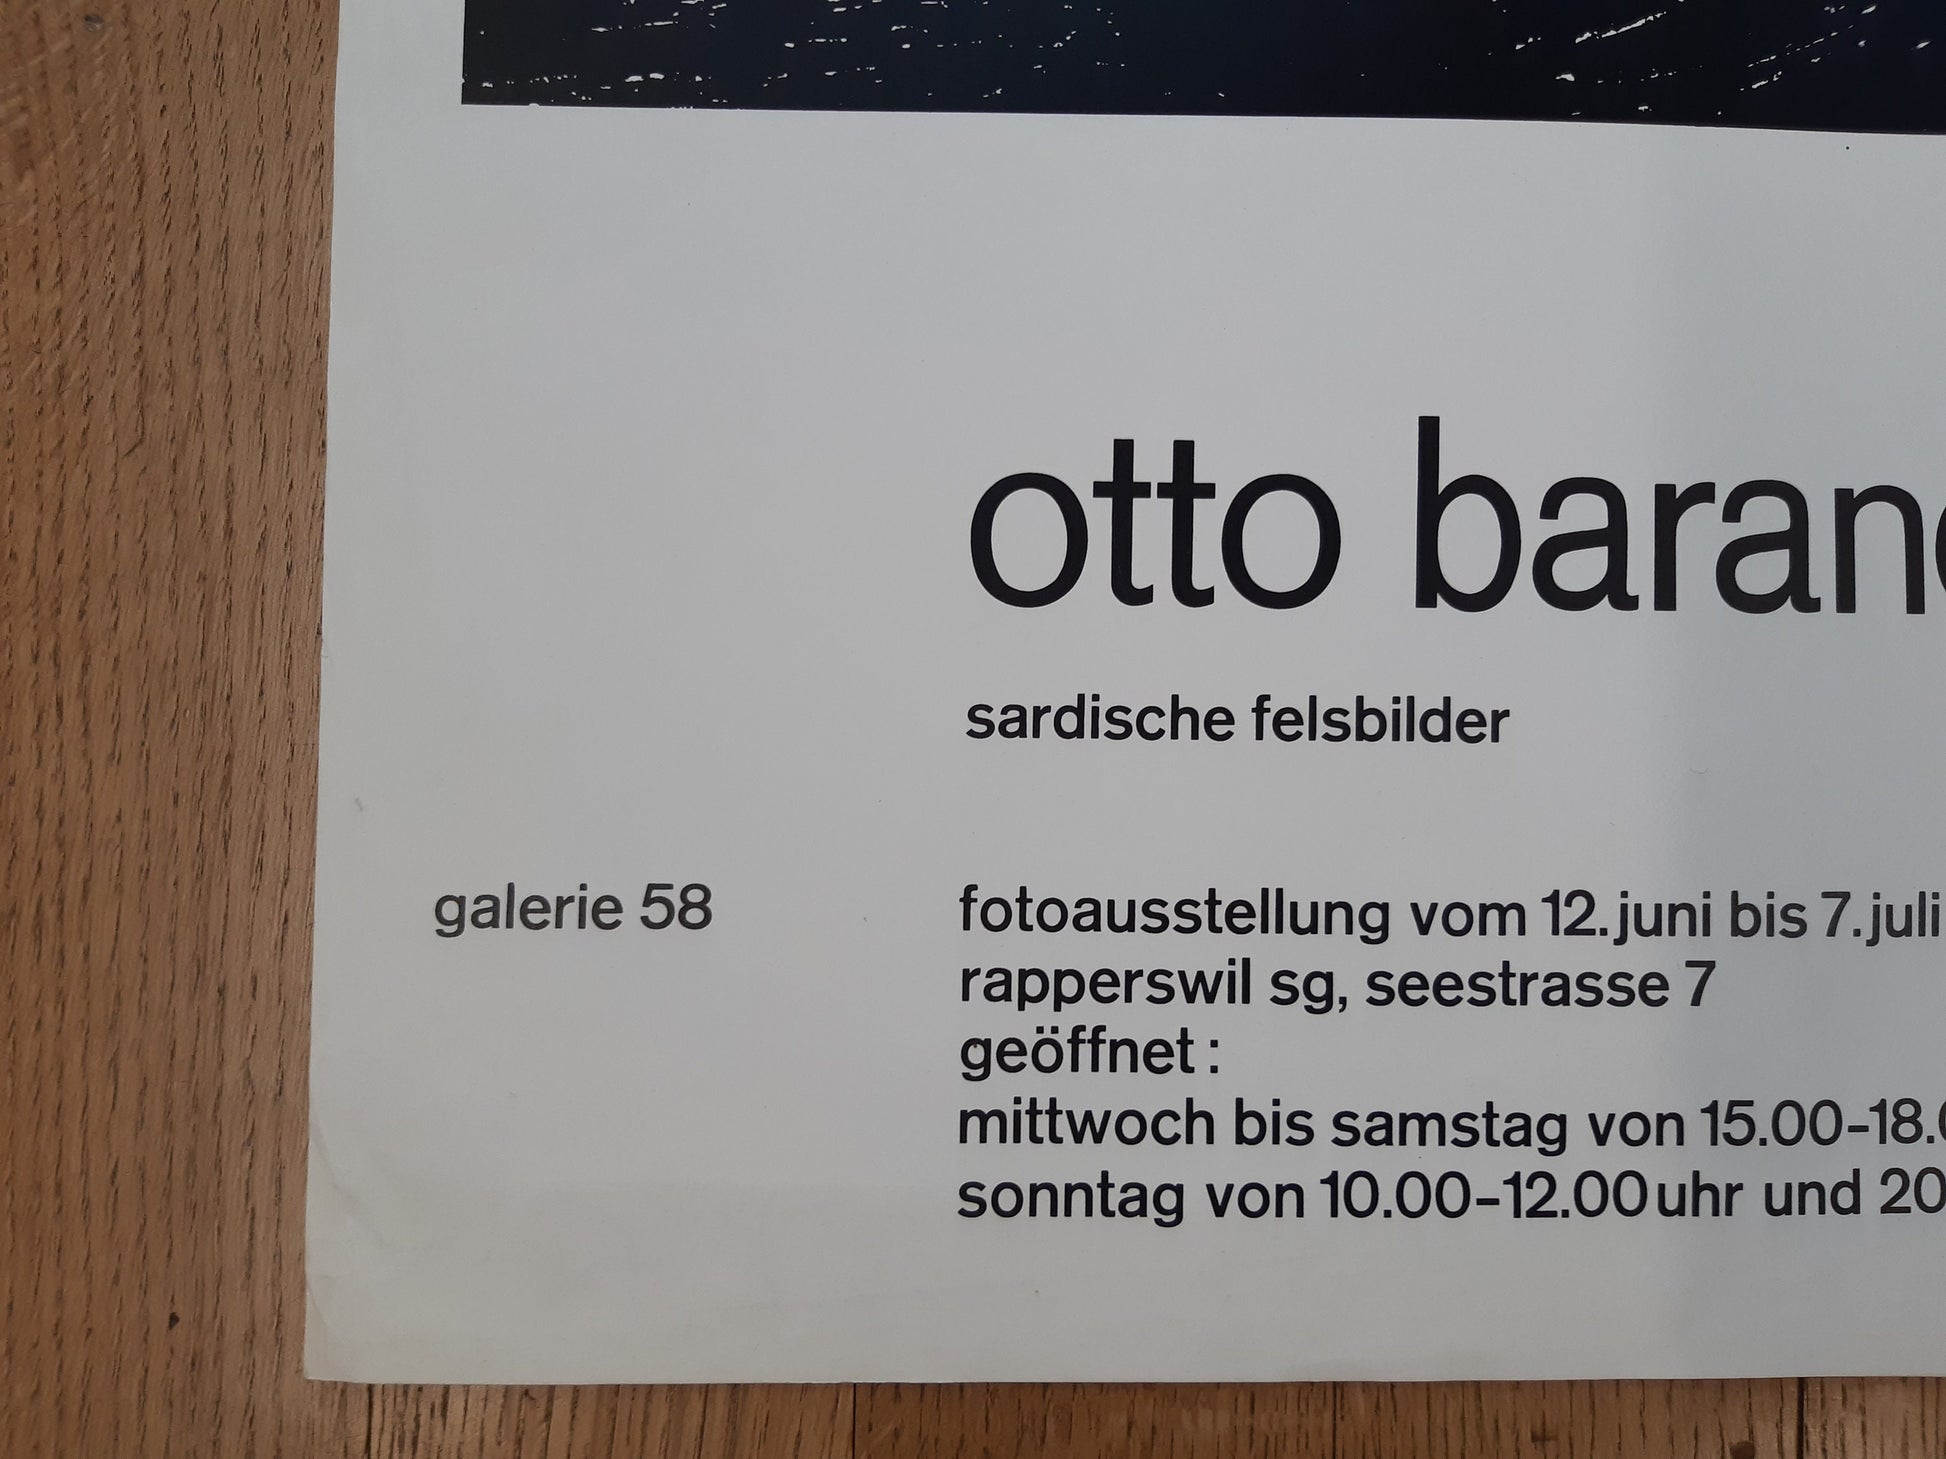 otto baran
sardische felsbilder
galerie 58
fotoausstellung vom 12. juni bis 7. juli
rapperswil sg, seestrasse 7
geöffnet:
mittwoch bis samstag von 15.00-18.
sonntag von 10.00-12.00 uhr und 20